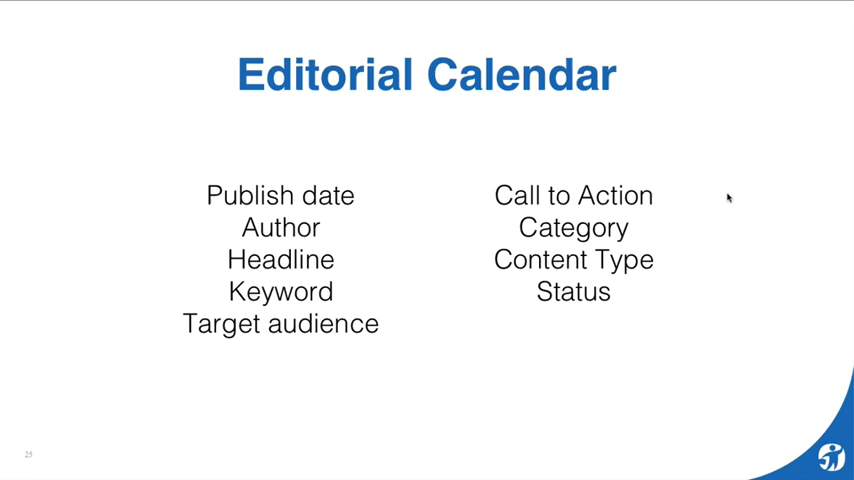 Editorial Calendar
Publish date
Author
Headline
Keyword
Target audience
Call to Action
Category
Content Type
Status
25